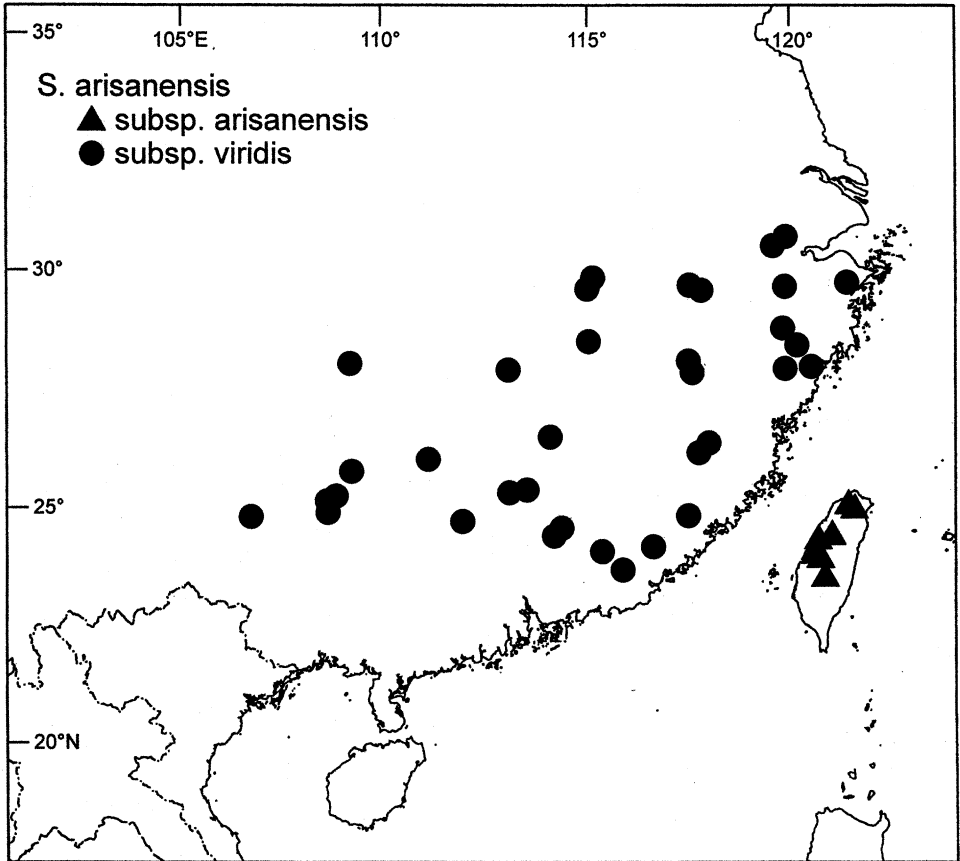 35°
105°E 110° 115° 120°
S. arisanensis
subsp. arisanensis
subsp. viridis
30°
25°
20°N